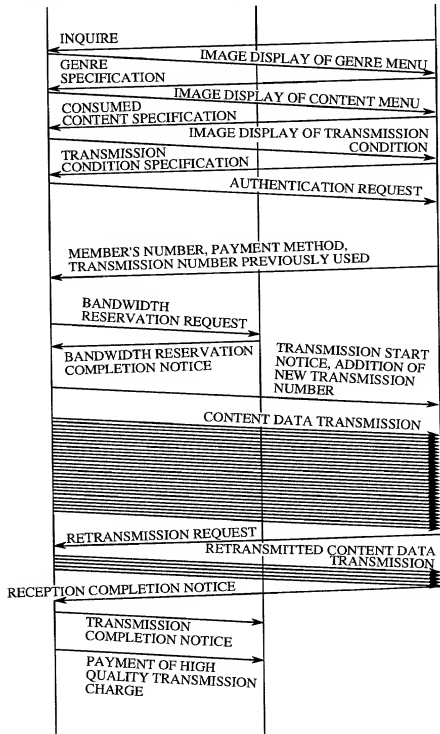 INQUIRE
IMAGE DISPLAY OF GENRE MENU
GENRE
SPECIFICATION
IMAGE DISPLAY OF CONTENT MENU
CONSUMED
CONTENT SPECIFICATION
IMAGE DISPLAY OF TRANSMISSION
CONDITION
TRANSMISSION
CONDITION SPECIFICATION
AUTHENTICATION REQUEST
MEMBER'S NUMBER, PAYMENT METHOD,
TRANSMISSION NUMBER PREVIOUSLY USED
BANDWIDTH
RESERVATION REQUEST
BANDWIDTH RESERVATION
COMPLETION NOTICE
TRANSMISSION START
NOTICE, ADDITION OF
NEW TRANSMISSION
NUMBER
CONTENT DATA TRANSMISSION
RETRANSMISSION REQUEST
RETRANSMITTED CONTENT DATA
TRANSMISSION
RECEPTION COMPLETION NOTICE
TRANSMISSION
COMPLETION NOTICE
PAYMENT OF HIGH
QUALITY TRANSMISSION
CHARGE